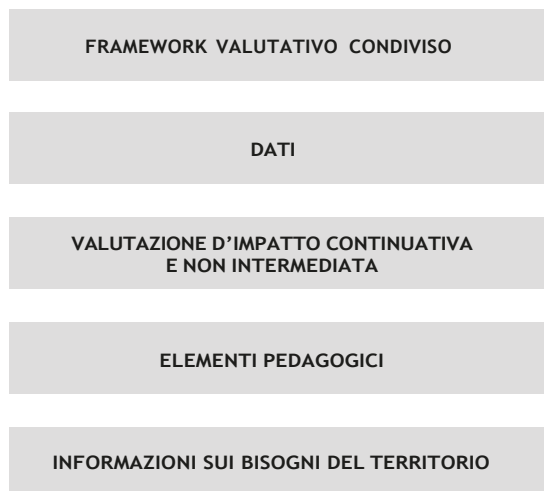 FRAMEWORK VALUTATIVO CONDIVISO
DATI
VALUTAZIONE D'IMPATTO CONTINUATIVA
E NON INTERMEDIATA
ELEMENTI PEDAGOGICI
INFORMAZIONI SUI BISOGNI DEL TERRITORIO